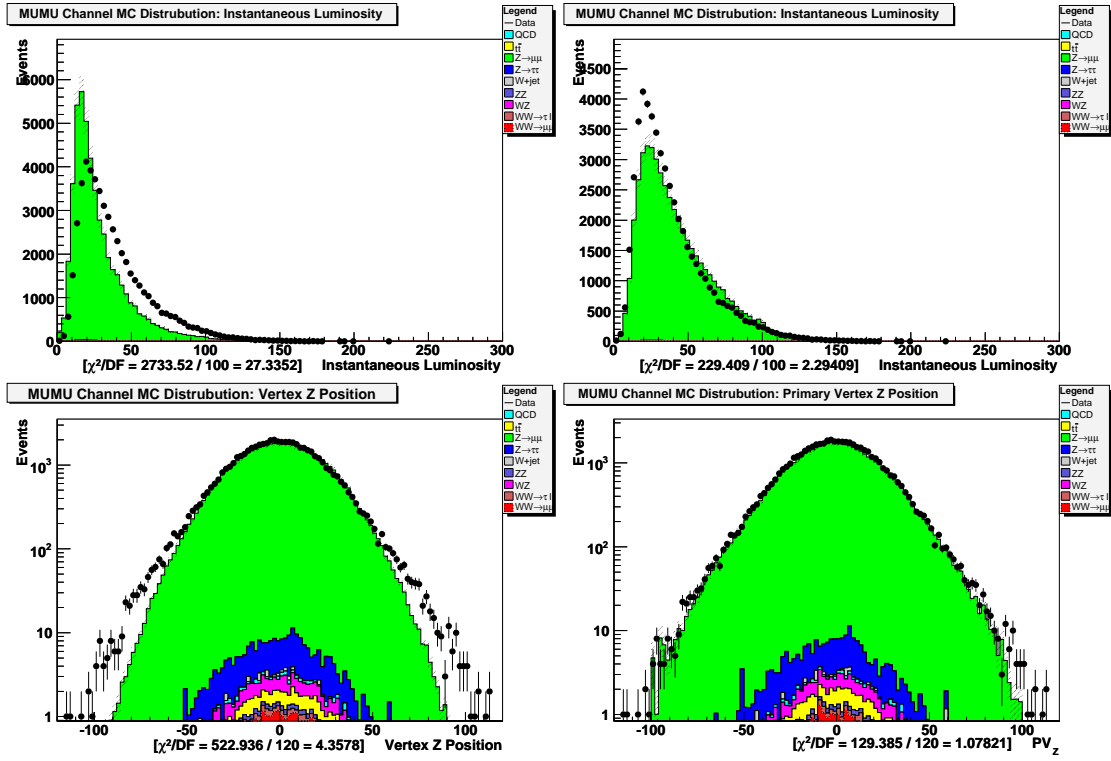 MUMU Channel MC Distrubution: Instantaneous Luminosity
Events
6000
5000
4000
3000
2000
1000
0
0 50 100 150 200 250 300
[χ²/DF = 2733.52 / 100 = 27.3352] Instantaneous Luminosity
Legend
Data
QCD
tt̄
Z→μμ
Z→ττ
W+jet
ZZ
WZ
WW→τ l
WW→μμ
MUMU Channel MC Distrubution: Instantaneous Luminosity
Events
4500
4000
3500
3000
2500
2000
1500
1000
500
0
0 50 100 150 200 250 300
[χ²/DF = 229.409 / 100 = 2.29409] Instantaneous Luminosity
Legend
Data
QCD
tt̄
Z→μμ
Z→ττ
W+jet
ZZ
WZ
WW→τ l
WW→μμ
MUMU Channel MC Distrubution: Vertex Z Position
Events
10³
10²
10
1
-100 -50 0 50 100
[χ²/DF = 522.936 / 120 = 4.3578] Vertex Z Position
Legend
Data
QCD
tt̄
Z→μμ
Z→ττ
W+jet
ZZ
WZ
WW→τ l
WW→μμ
MUMU Channel MC Distrubution: Primary Vertex Z Position
Events
10³
10²
10
1
-100 -50 0 50 100
[χ²/DF = 129.385 / 120 = 1.07821] PV_Z
Legend
Data
QCD
tt̄
Z→μμ
Z→ττ
W+jet
ZZ
WZ
WW→τ l
WW→μμ